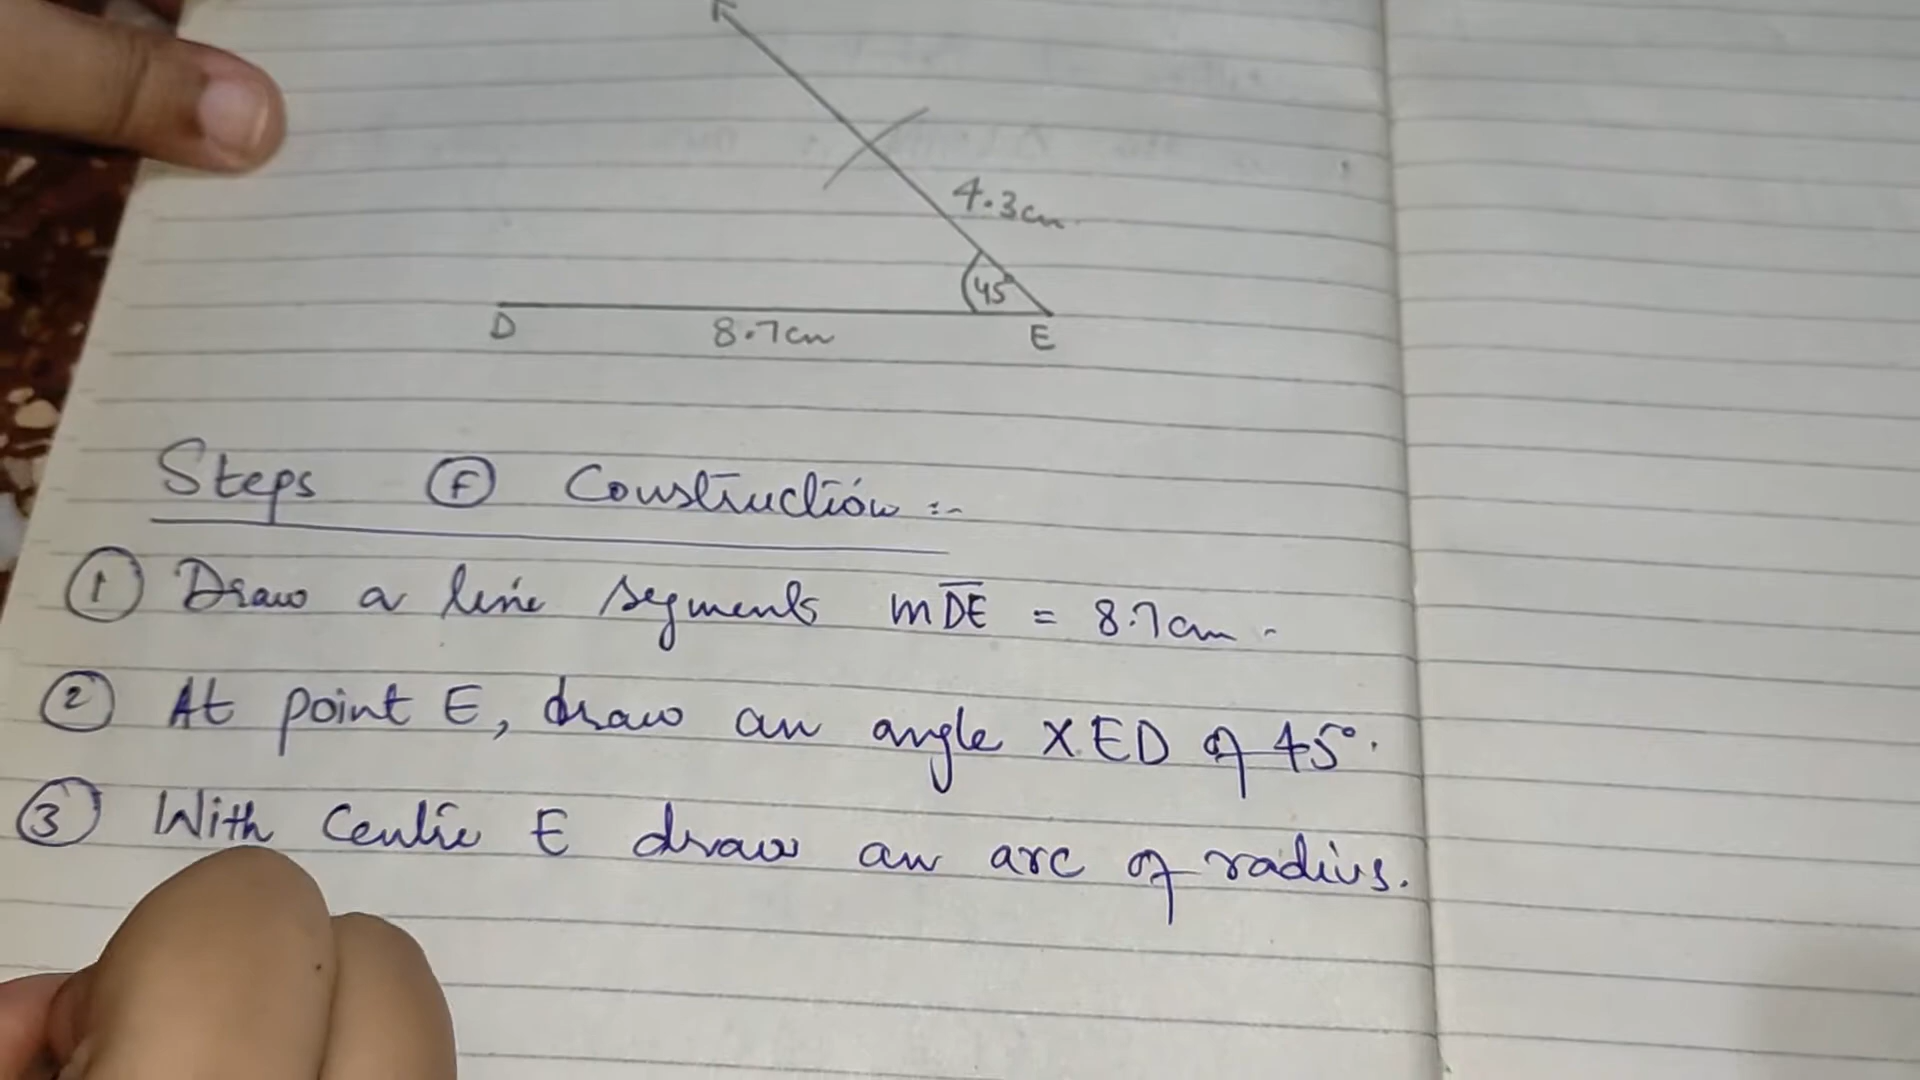 4.3cm
45°
D 8.7cm E
Steps of Construction :-
① Draw a line segments mDE = 8.7cm -
② At point E, draw an angle XED of 45°.
③ With Centre E draw an arc of radius.